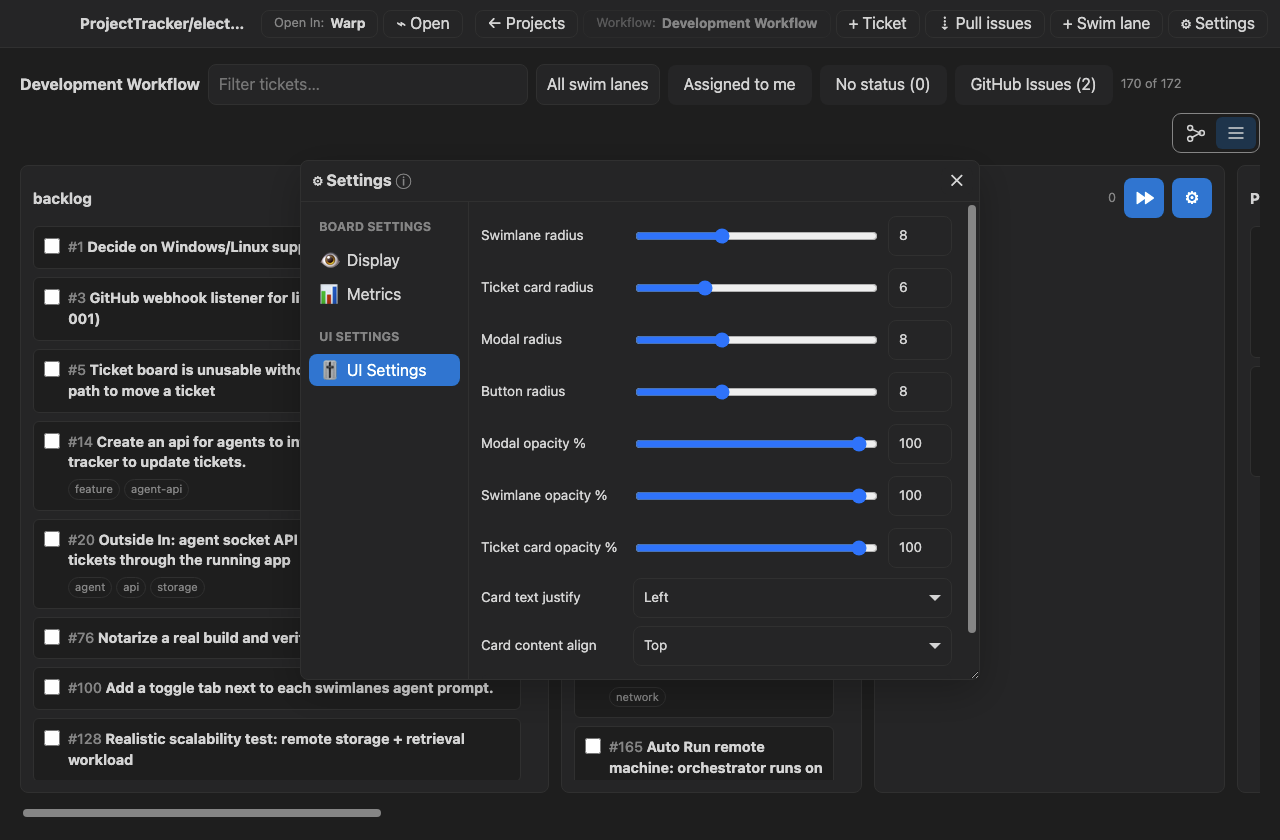 ProjectTracker/elect...
Open In: Warp
Open
← Projects
Workflow: Development Workflow
+ Ticket
Pull issues
+ Swim lane
Settings
Development Workflow
Filter tickets...
All swim lanes
Assigned to me
No status (0)
GitHub Issues (2)
170 of 172
backlog
#1 Decide on Windows/Linux sup
#3 GitHub webhook listener for li
001)
#5 Ticket board is unusable witho
path to move a ticket
#14 Create an api for agents to in
tracker to update tickets.
feature
agent-api
#20 Outside In: agent socket API
tickets through the running app
agent
api
storage
#76 Notarize a real build and veri
#100 Add a toggle tab next to each swimlanes agent prompt.
#128 Realistic scalability test: remote storage + retrieval
workload
Settings
BOARD SETTINGS
Display
Metrics
UI SETTINGS
UI Settings
Swimlane radius
8
Ticket card radius
6
Modal radius
8
Button radius
8
Modal opacity %
100
Swimlane opacity %
100
Ticket card opacity %
100
Card text justify
Left
Card content align
Top
network
#165 Auto Run remote
machine: orchestrator runs on
0
P